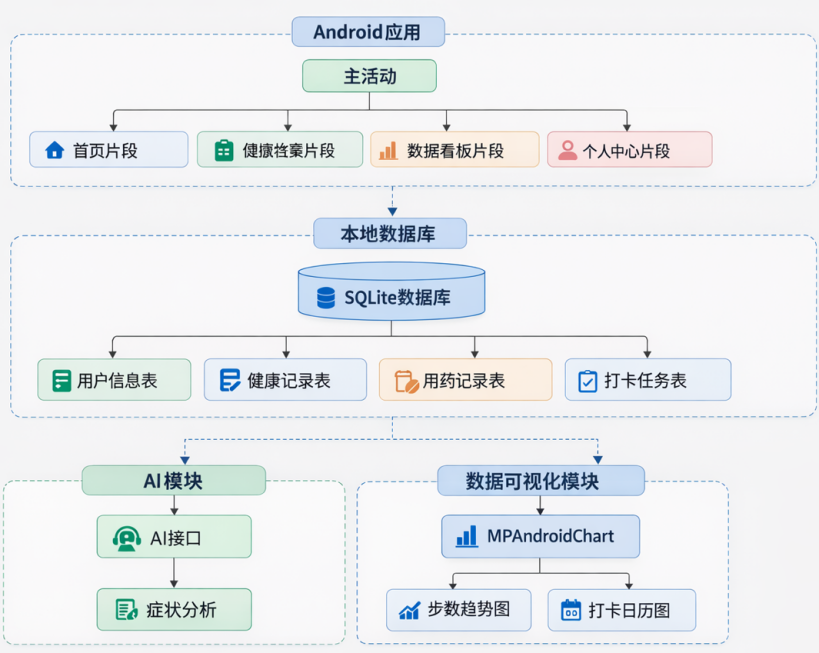 Android应用
主活动
首页片段
健康档案片段
数据看板片段
个人中心片段
本地数据库
SQLite数据库
用户信息表
健康记录表
用药记录表
打卡任务表
AI模块
数据可视化模块
AI接口
MPAndroidChart
症状分析
步数趋势图
打卡日历图